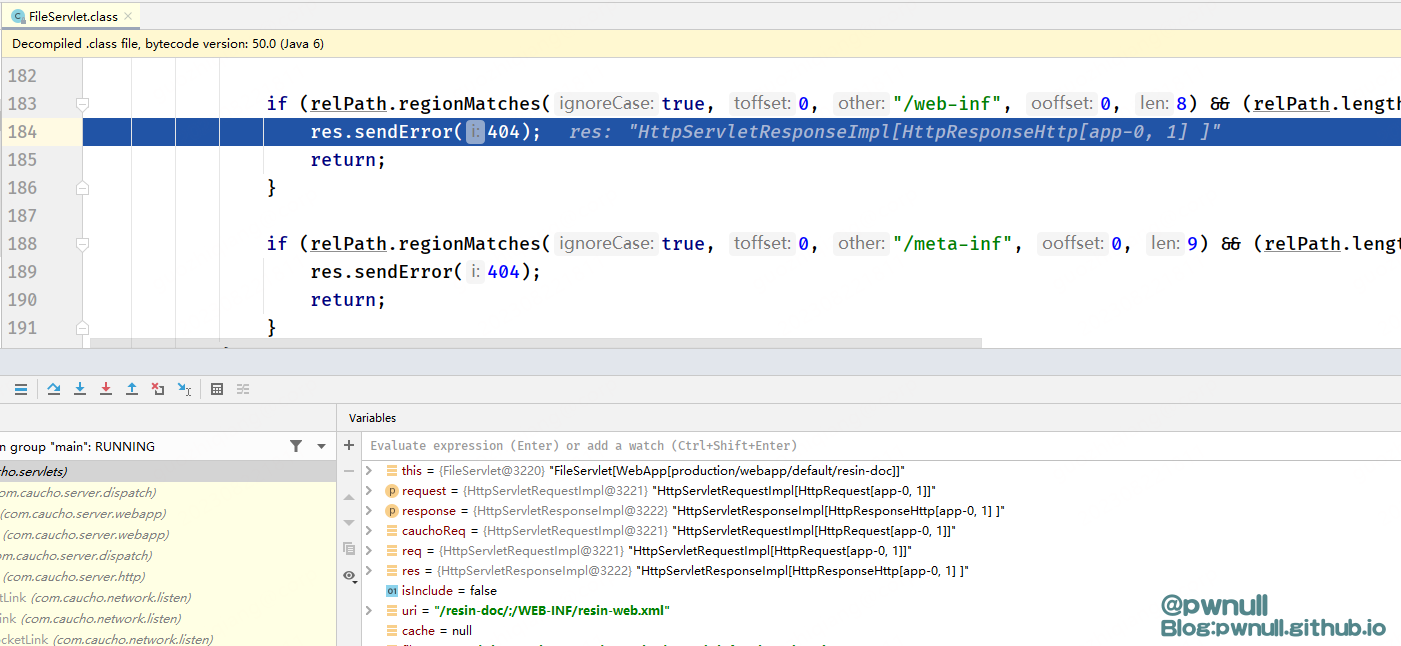 FileServlet.class
Decompiled .class file, bytecode version: 50.0 (Java 6)
182
183 if (relPath.regionMatches( ignoreCase: true, toffset: 0, other: "/web-inf", ooffset: 0, len: 8) && (relPath.length
184 res.sendError( i: 404); res: "HttpServletResponseImpl[HttpResponseHttp[app-0, 1] ]"
185 return;
186 }
187
188 if (relPath.regionMatches( ignoreCase: true, toffset: 0, other: "/meta-inf", ooffset: 0, len: 9) && (relPath.lengt
189 res.sendError( i: 404);
190 return;
191 }
Variables
n group "main": RUNNING
Evaluate expression (Enter) or add a watch (Ctrl+Shift+Enter)
cho.servlets)
om.caucho.server.dispatch)
(com.caucho.server.webapp)
(com.caucho.server.webapp)
om.caucho.server.dispatch)
(com.caucho.server.http)
tLink (com.caucho.network.listen)
ink (com.caucho.network.listen)
ocketLink (com.caucho.network.listen)
this = {FileServlet@3220} "FileServlet[WebApp[production/webapp/default/resin-doc]]"
request = {HttpServletRequestImpl@3221} "HttpServletRequestImpl[HttpRequest[app-0, 1]]"
response = {HttpServletResponseImpl@3222} "HttpServletResponseImpl[HttpResponseHttp[app-0, 1] ]"
cauchoReq = {HttpServletRequestImpl@3221} "HttpServletRequestImpl[HttpRequest[app-0, 1]]"
req = {HttpServletRequestImpl@3221} "HttpServletRequestImpl[HttpRequest[app-0, 1]]"
res = {HttpServletResponseImpl@3222} "HttpServletResponseImpl[HttpResponseHttp[app-0, 1] ]"
isInclude = false
uri = "/resin-doc/;/WEB-INF/resin-web.xml"
cache = null
@pwnull
Blog:pwnull.github.io